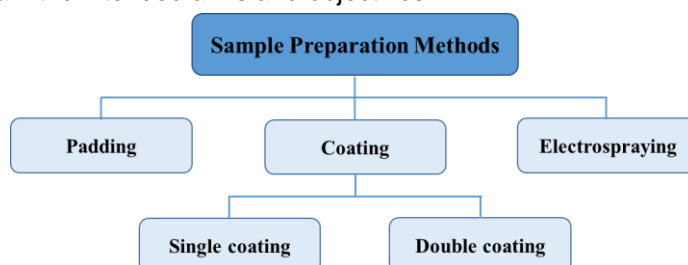 Sample Preparation Methods
Padding
Coating
Electrospraying
Single coating
Double coating